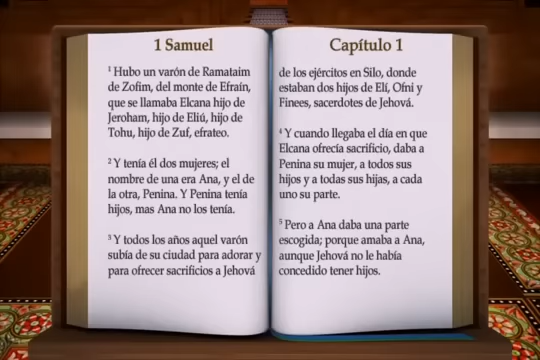 1 Samuel
¹ Hubo un varón de Ramataim
de Zofim, del monte de Efraín,
que se llamaba Elcana hijo de
Jeroham, hijo de Eliú, hijo de
Tohu, hijo de Zuf, efrateo.
² Y tenía él dos mujeres; el
nombre de una era Ana, y el de
la otra, Penina. Y Penina tenía
hijos, mas Ana no los tenía.
³ Y todos los años aquel varón
subía de su ciudad para adorar y
para ofrecer sacrificios a Jehová
Capítulo 1
de los ejércitos en Silo, donde
estaban dos hijos de Elí, Ofni y
Finees, sacerdotes de Jehová.
⁴ Y cuando llegaba el día en que
Elcana ofrecía sacrificio, daba a
Penina su mujer, a todos sus
hijos y a todas sus hijas, a cada
uno su parte.
⁵ Pero a Ana daba una parte
escogida; porque amaba a Ana,
aunque Jehová no le había
concedido tener hijos.